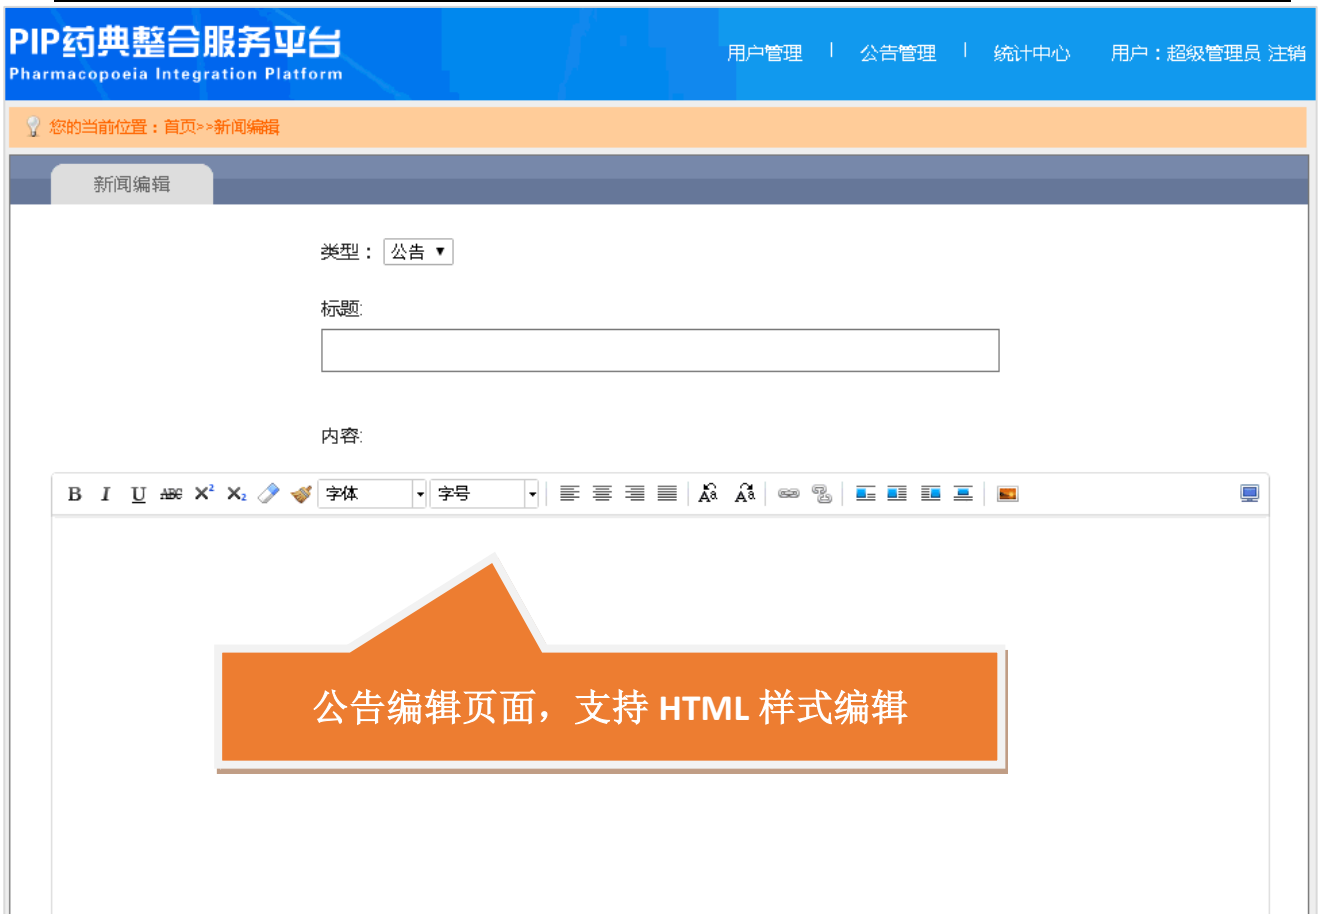 PIP药典整合服务平台
Pharmacopoeia Integration Platform
用户管理 | 公告管理 | 统计中心 用户：超级管理员 注销
您的当前位置：首页>>新闻编辑
新闻编辑
类型： 公告 ▼
标题:
内容:
B I U ABC X² X₂ 字体 字号 Aa Aa
公告编辑页面，支持 HTML 样式编辑